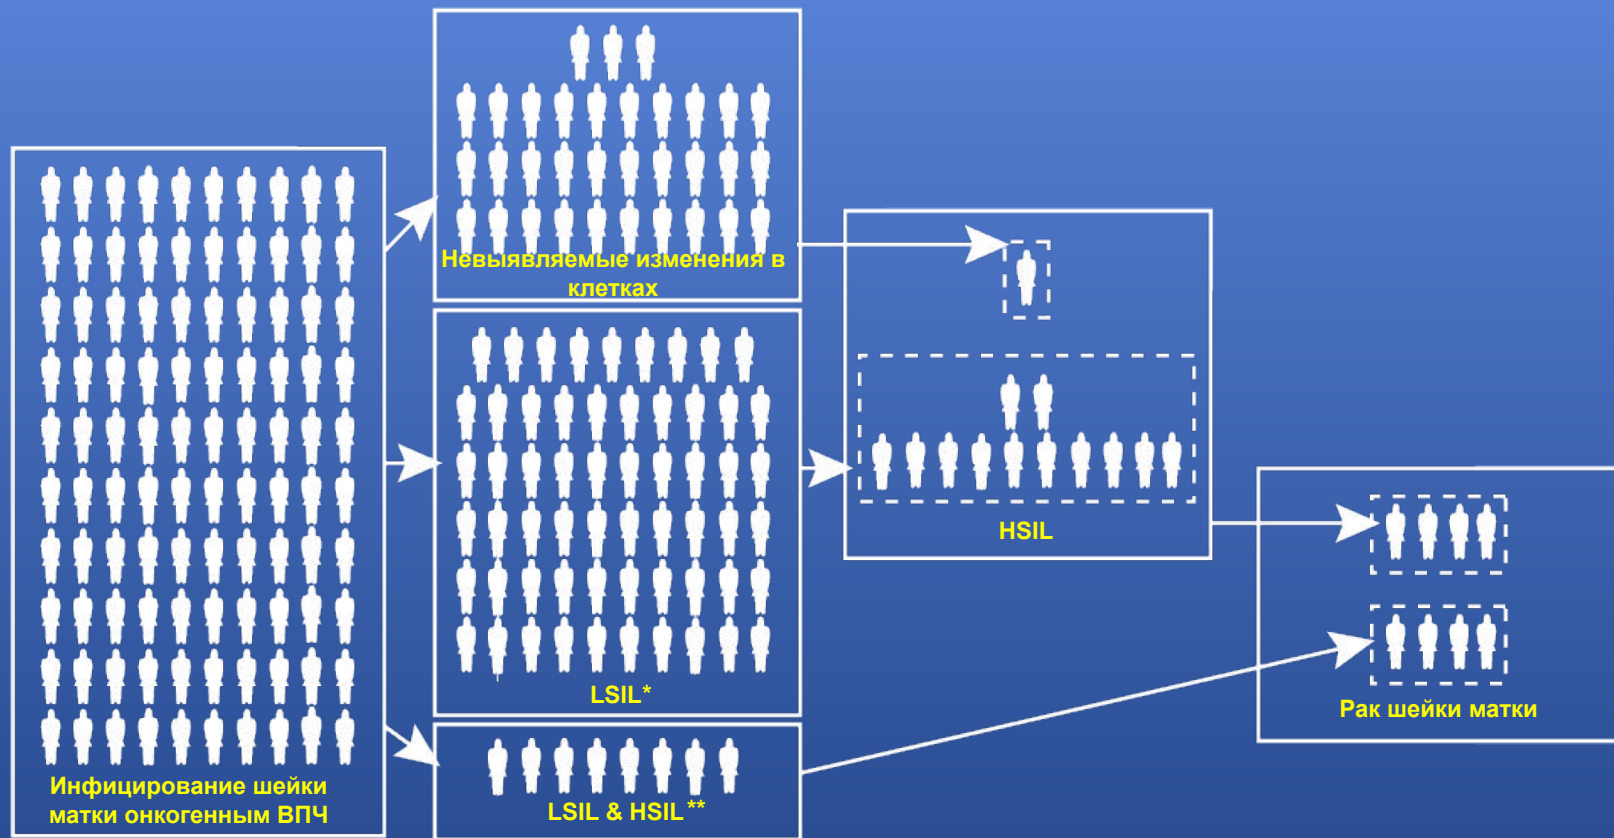 Невыявляемые изменения в
клетках
HSIL
LSIL*
Рак шейки матки
Инфицирование шейки
матки онкогенным ВПЧ
LSIL & HSIL**